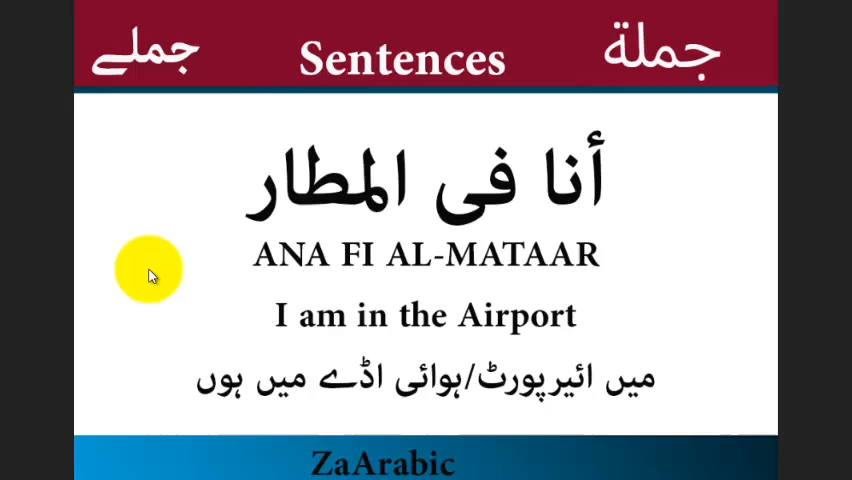 جملے Sentences جملة
أنا فى المطار
ANA FI AL-MATAAR
I am in the Airport
میں ائیرپورٹ/ہوائی اڈے میں ہوں
ZaArabic